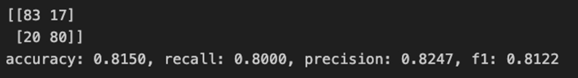 [[83 17]
 [20 80]]
accuracy: 0.8150, recall: 0.8000, precision: 0.8247, f1: 0.8122